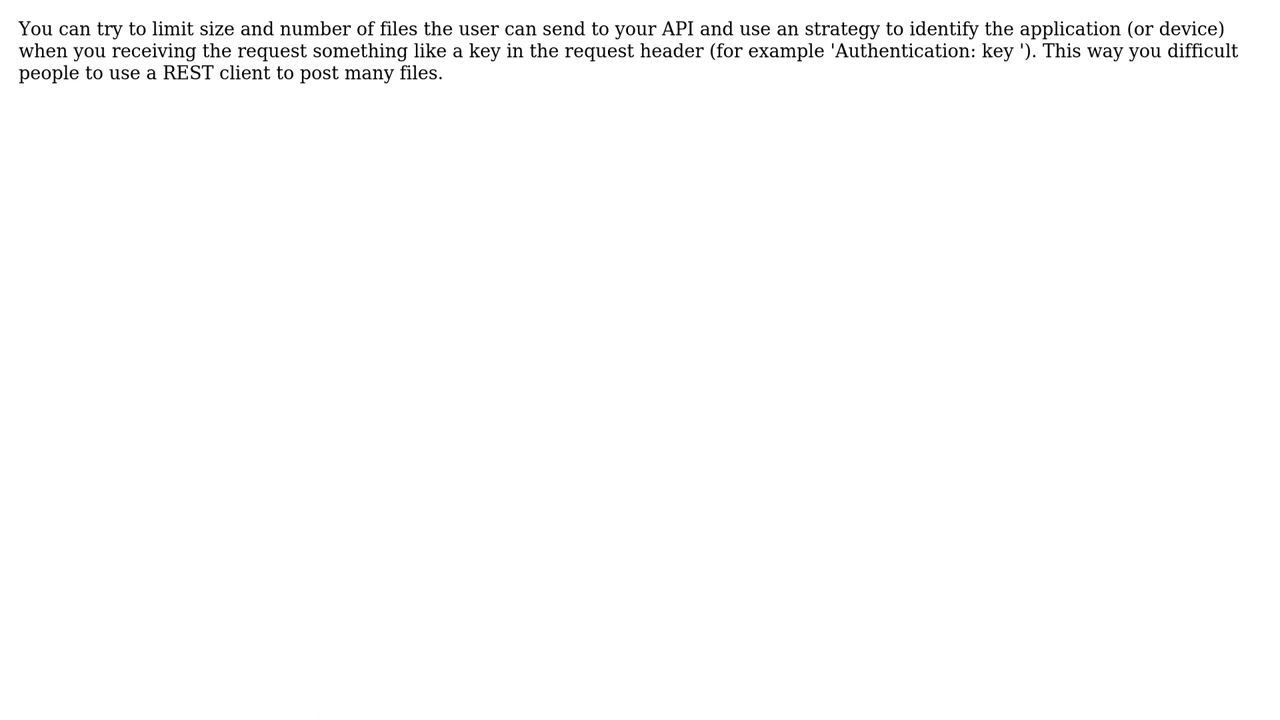 You can try to limit size and number of files the user can send to your API and use an strategy to identify the application (or device)
when you receiving the request something like a key in the request header (for example 'Authentication: key '). This way you difficult
people to use a REST client to post many files.